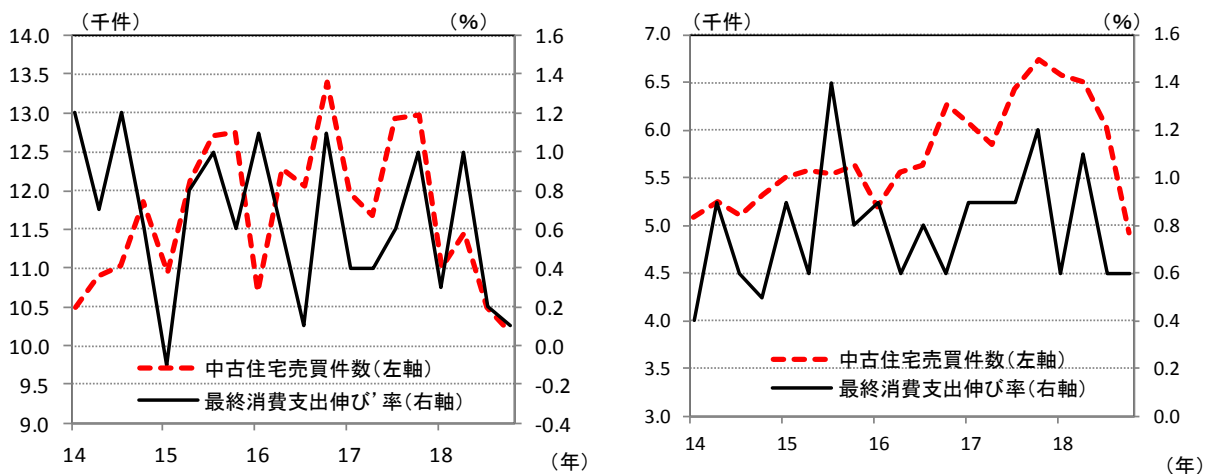 （千件） （%）
14.0 1.6
13.5 1.4
13.0 1.2
12.5 1.0
12.0 0.8
11.5 0.6
11.0 0.4
10.5 0.2
10.0 0.0
9.5 -0.2
9.0 -0.4
中古住宅売買件数（左軸）
最終消費支出伸び'率（右軸）
14 15 16 17 18
（年）
（千件） （%）
7.0 1.6
6.5 1.4
6.0 1.2
5.5 1.0
5.0 0.8
4.5 0.6
4.0 0.4
3.5 0.2
3.0 0.0
中古住宅売買件数（左軸）
最終消費支出伸び率（右軸）
14 15 16 17 18
（年）